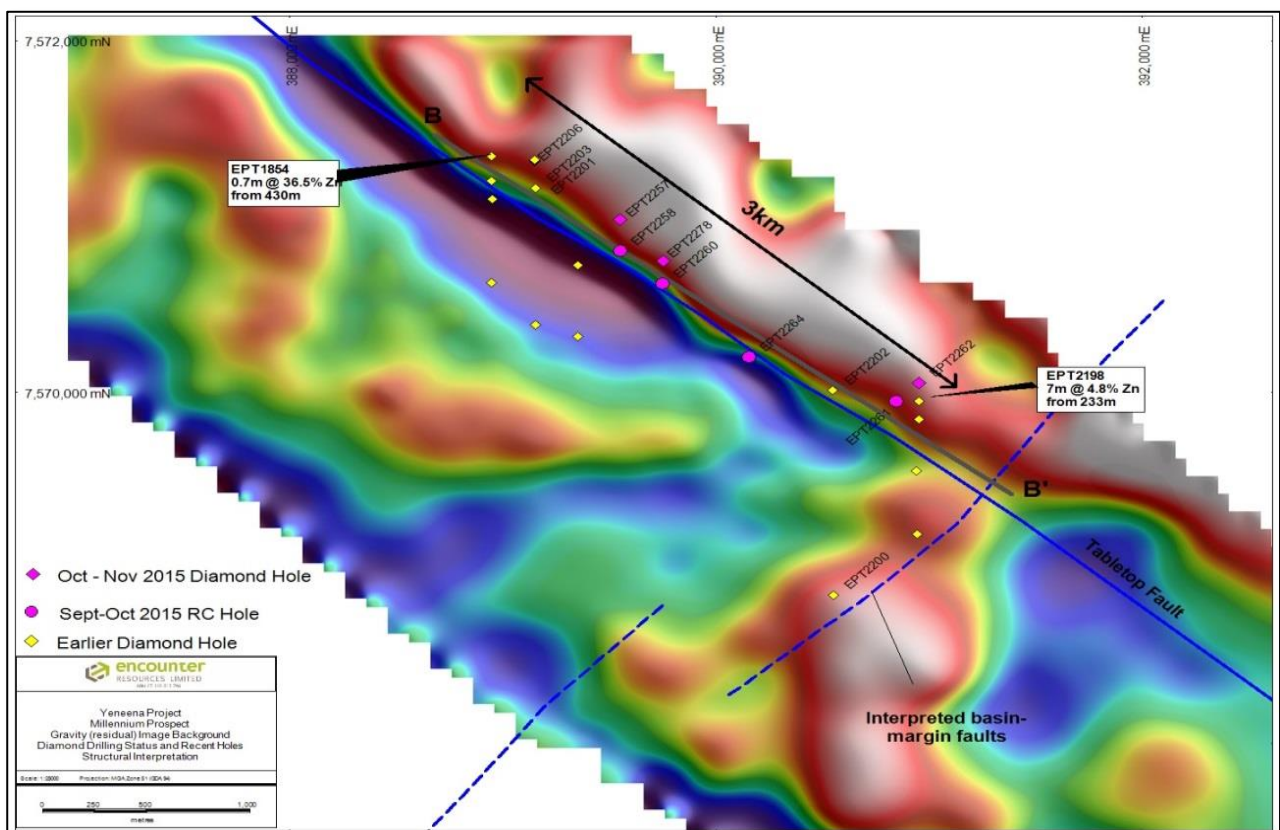 7,572,000 mN
388,000 mE
390,000 mE
392,000 mE
B
EPT2206
EPT2203
EPT2201
EPT1854
0.7m @ 36.5% Zn
from 430m
EPT2257
EPT2258
EPT2278
EPT2260
3km
EPT2264
EPT2202
EPT2262
EPT2198
7m @ 4.8% Zn
from 233m
7,570,000 mN
EPT2261
B'
Tabletop Fault
EPT2200
Interpreted basin-
margin faults
Oct - Nov 2015 Diamond Hole
Sept-Oct 2015 RC Hole
Earlier Diamond Hole
encounter
RESOURCES LIMITED
Yeneena Project
Millennium Prospect
Gravity (residual) Image Background
Diamond Drilling Status and Recent Holes
Structural Interpretation
0 250 500 1,000
metres